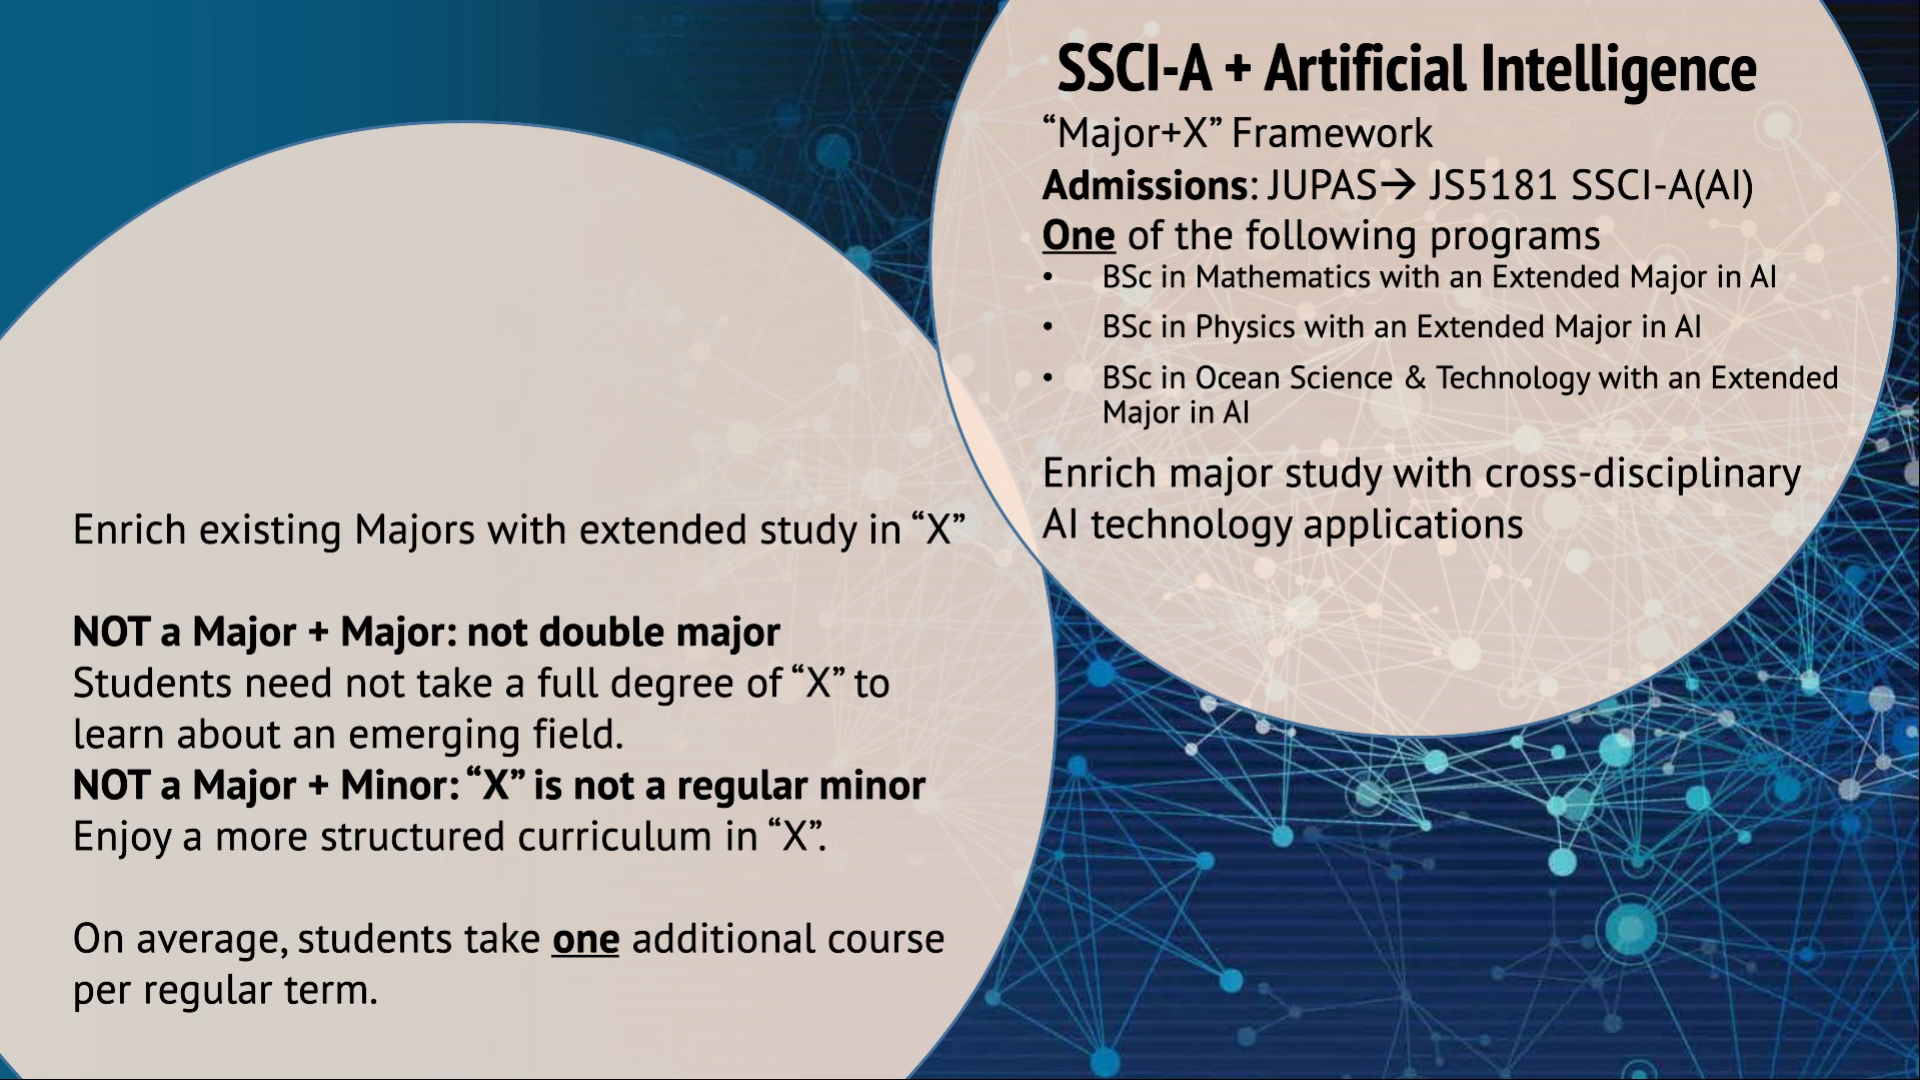 SSCI-A + Artificial Intelligence
“Major+X” Framework
Admissions: JUPAS→ JS5181 SSCI-A(AI)
One of the following programs
• BSc in Mathematics with an Extended Major in AI
• BSc in Physics with an Extended Major in AI
• BSc in Ocean Science & Technology with an Extended
Major in AI
Enrich major study with cross-disciplinary
AI technology applications
Enrich existing Majors with extended study in “X”
NOT a Major + Major: not double major
Students need not take a full degree of “X” to
learn about an emerging field.
NOT a Major + Minor: “X” is not a regular minor
Enjoy a more structured curriculum in “X”.
On average, students take one additional course
per regular term.